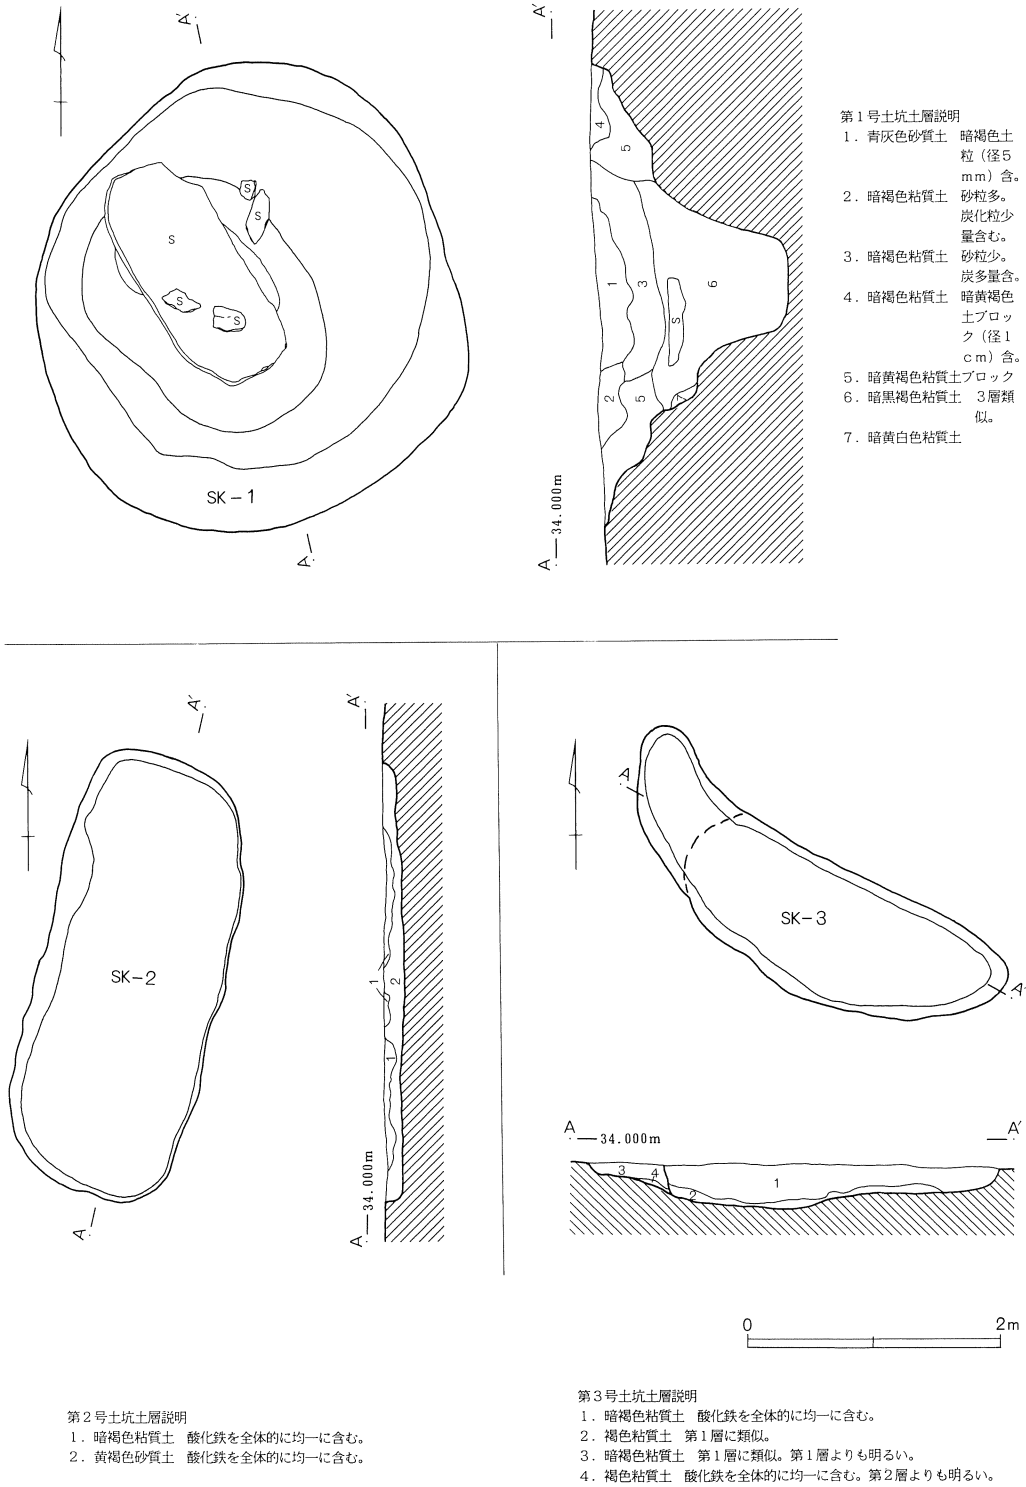 A′
A′
第1号土坑土層説明
1．青灰色砂質土　暗褐色土
粒（径5
mm）含。
2．暗褐色粘質土　砂粒多。
炭化粒少
量含む。
3．暗褐色粘質土　砂粒少。
炭多量含。
4．暗褐色粘質土　暗黄褐色
土ブロッ
ク（径1
cm）含。
5．暗黄褐色粘質土ブロック
6．暗黒褐色粘質土　3層類
似。
7．暗黄白色粘質土
S
S
S
S
S
SK-1
A
4
5
1
3
6
S
2
5
7
A 34.000m
A′
A′
SK-2
A
1
2
1
A 34.000m
A
SK-3
A′
A 34.000m A′
3
4
2
1
0 2m
第2号土坑土層説明
1．暗褐色粘質土　酸化鉄を全体的に均一に含む。
2．黄褐色砂質土　酸化鉄を全体的に均一に含む。
第3号土坑土層説明
1．暗褐色粘質土　酸化鉄を全体的に均一に含む。
2．褐色粘質土　第1層に類似。
3．暗褐色粘質土　第1層に類似。第1層よりも明るい。
4．褐色粘質土　酸化鉄を全体的に均一に含む。第2層よりも明るい。